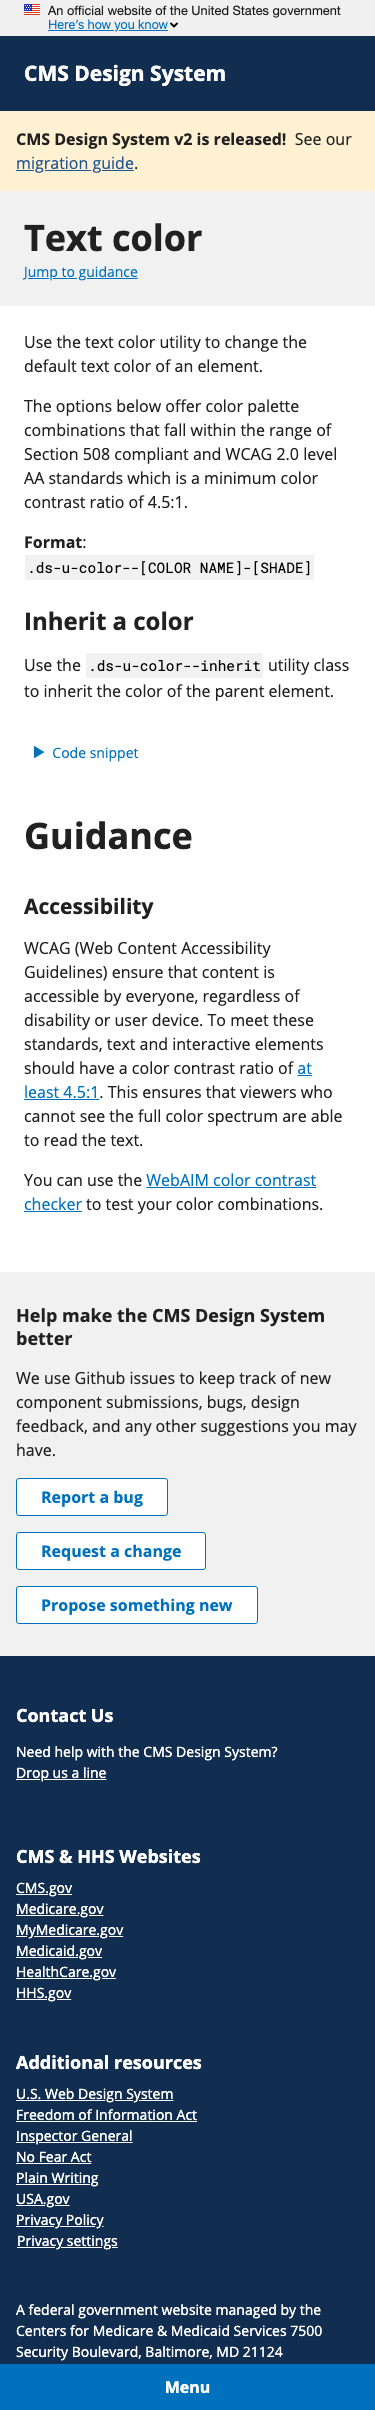 An official website of the United States government
Here's how you know
CMS Design System
CMS Design System v2 is released! See our
migration guide.
Text color
Jump to guidance
Use the text color utility to change the
default text color of an element.
The options below offer color palette
combinations that fall within the range of
Section 508 compliant and WCAG 2.0 level
AA standards which is a minimum color
contrast ratio of 4.5:1.
Format:
.ds-u-color--[COLOR NAME]-[SHADE]
Inherit a color
Use the .ds-u-color--inherit utility class
to inherit the color of the parent element.
Code snippet
Guidance
Accessibility
WCAG (Web Content Accessibility
Guidelines) ensure that content is
accessible by everyone, regardless of
disability or user device. To meet these
standards, text and interactive elements
should have a color contrast ratio of at
least 4.5:1. This ensures that viewers who
cannot see the full color spectrum are able
to read the text.
You can use the WebAIM color contrast
checker to test your color combinations.
Help make the CMS Design System
better
We use Github issues to keep track of new
component submissions, bugs, design
feedback, and any other suggestions you may
have.
Report a bug
Request a change
Propose something new
Contact Us
Need help with the CMS Design System?
Drop us a line
CMS & HHS Websites
CMS.gov
Medicare.gov
MyMedicare.gov
Medicaid.gov
HealthCare.gov
HHS.gov
Additional resources
U.S. Web Design System
Freedom of Information Act
Inspector General
No Fear Act
Plain Writing
USA.gov
Privacy Policy
Privacy settings
A federal government website managed by the
Centers for Medicare & Medicaid Services 7500
Security Boulevard, Baltimore, MD 21124
Menu